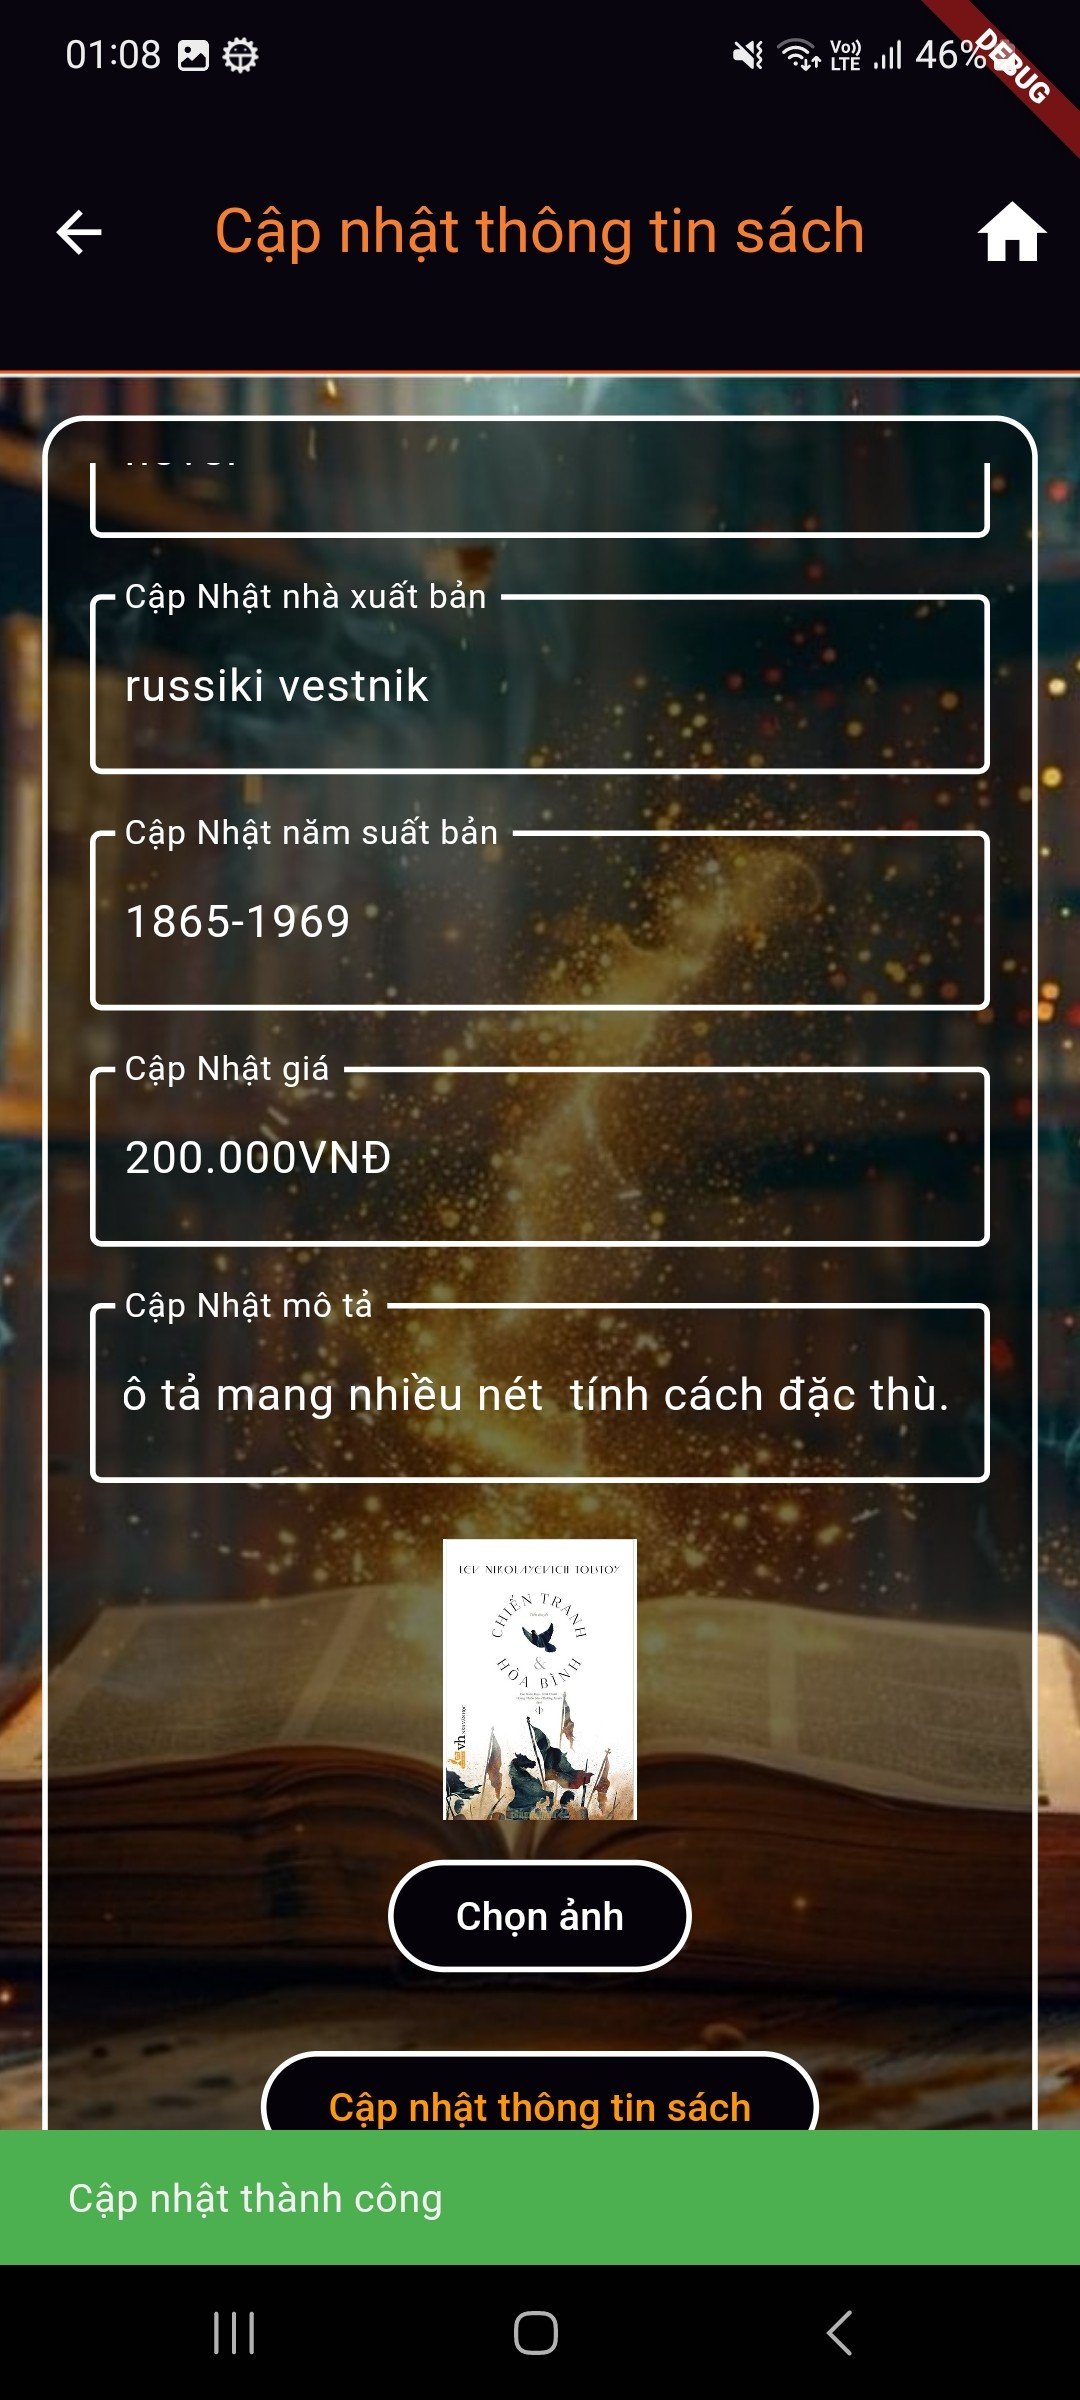 01:08
Vo))
LTE
46%
DEBUG
Cập nhật thông tin sách
Cập Nhật nhà xuất bản
russiki vestnik
Cập Nhật năm suất bản
1865-1969
Cập Nhật giá
200.000VNĐ
Cập Nhật mô tả
ô tả mang nhiều nét  tính cách đặc thù.
LEV NIKOLAYEVICH TOLSTOY
CHIẾN TRANH
&
HÒA BÌNH
Chọn ảnh
Cập nhật thông tin sách
Cập nhật thành công